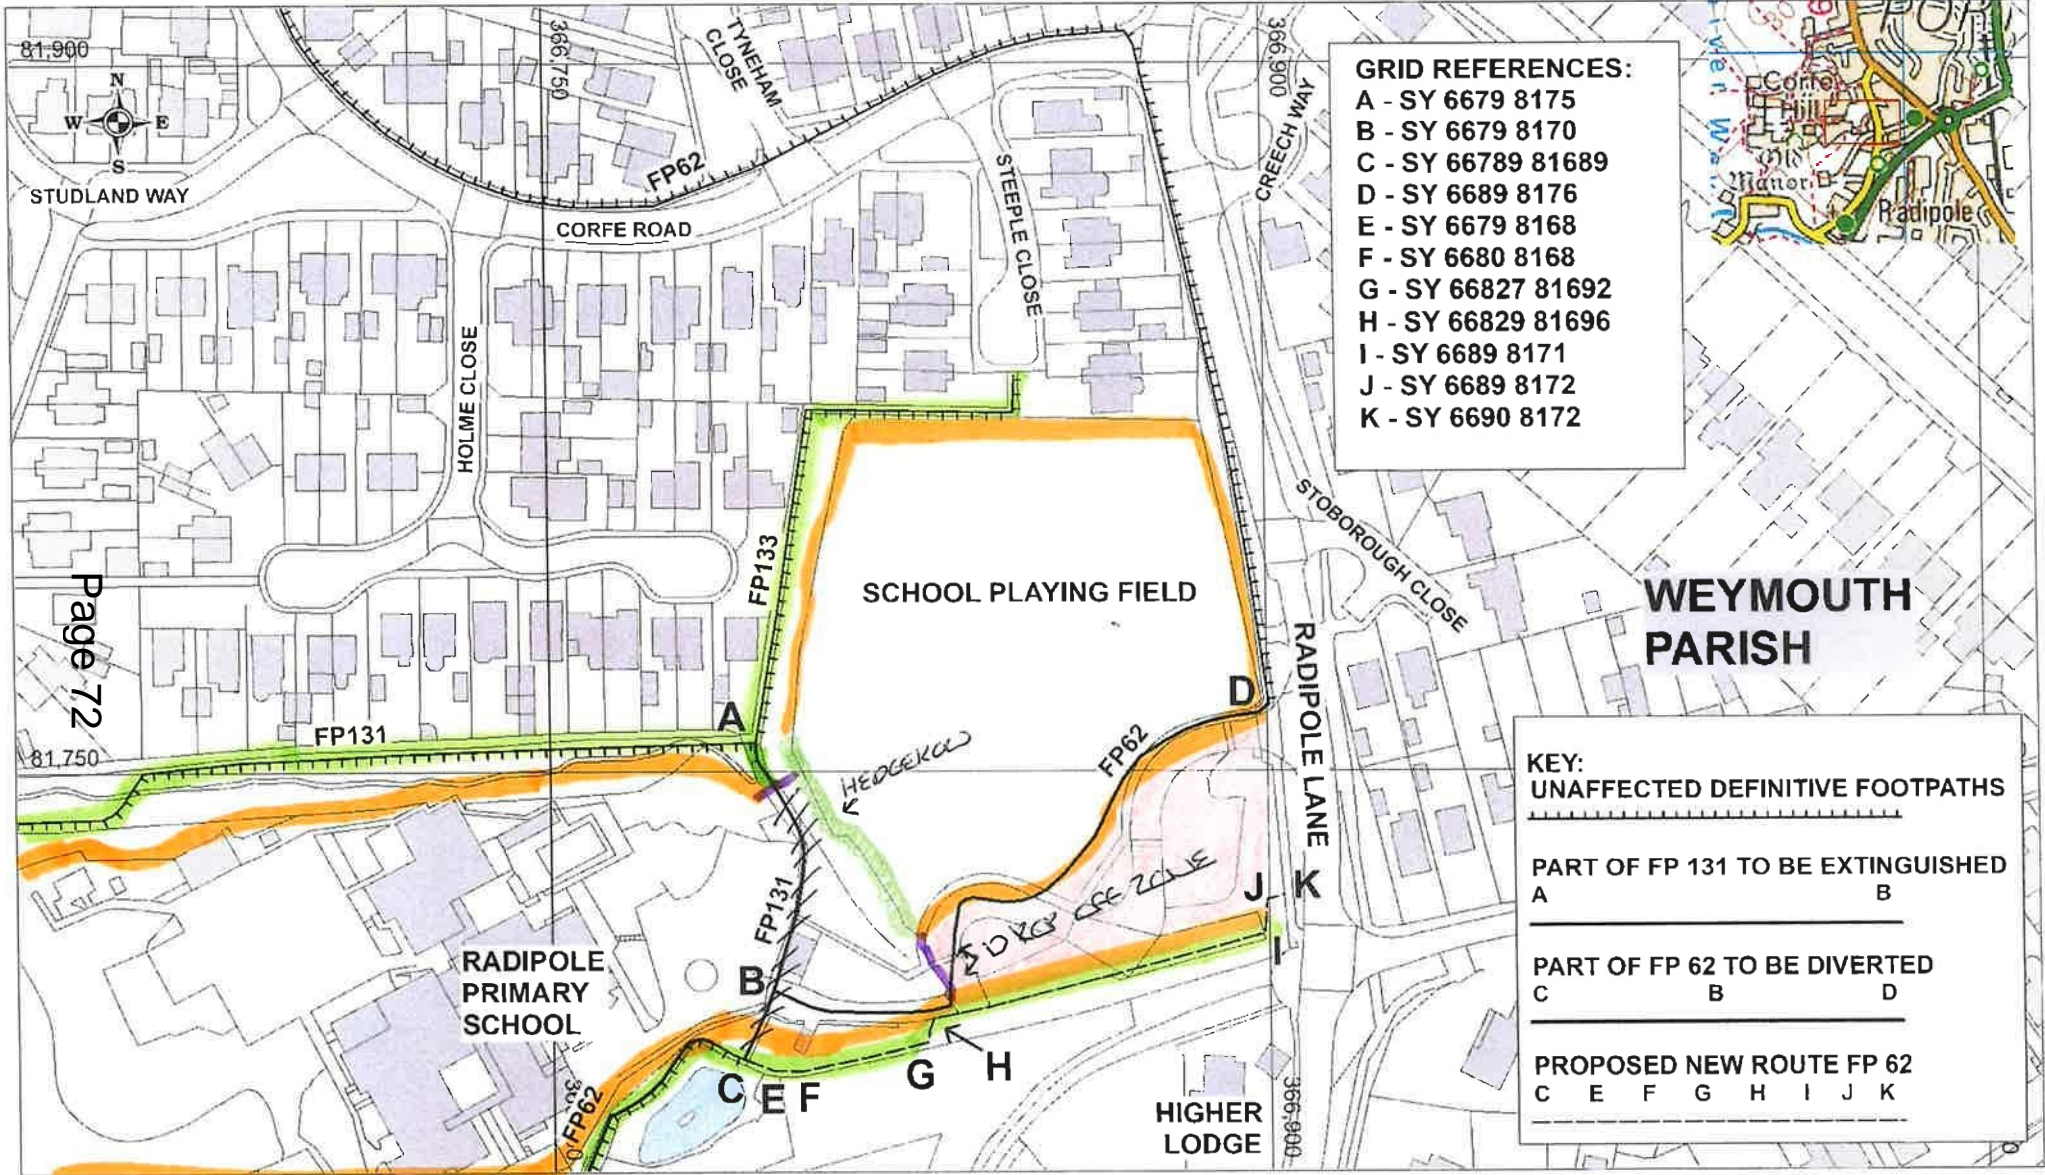 81,900
N
W E
S
STUDLAND WAY
366,750
TYNEHAM
CLOSE
FP62
CORFE ROAD
STEEPLE CLOSE
366,900
CREECH WAY
HOLME CLOSE
GRID REFERENCES:
A - SY 6679 8175
B - SY 6679 8170
C - SY 66789 81689
D - SY 6689 8176
E - SY 6679 8168
F - SY 6680 8168
G - SY 66827 81692
H - SY 66829 81696
I - SY 6689 8171
J - SY 6689 8172
K - SY 6690 8172
Corfe
Hill
Old
Manor
Radipole
FP133
SCHOOL PLAYING FIELD
STOBOROUGH CLOSE
WEYMOUTH
PARISH
Page 72
RADIPOLE LANE
A
D
FP131
81,750
HEDGEROW
FP62
FP131
ZONE
J K
I
RADIPOLE
PRIMARY
SCHOOL
B
C E F G H
FP62
HIGHER
LODGE
366,900
KEY:
UNAFFECTED DEFINITIVE FOOTPATHS
PART OF FP 131 TO BE EXTINGUISHED
A B
PART OF FP 62 TO BE DIVERTED
C B D
PROPOSED NEW ROUTE FP 62
C E F G H I J K